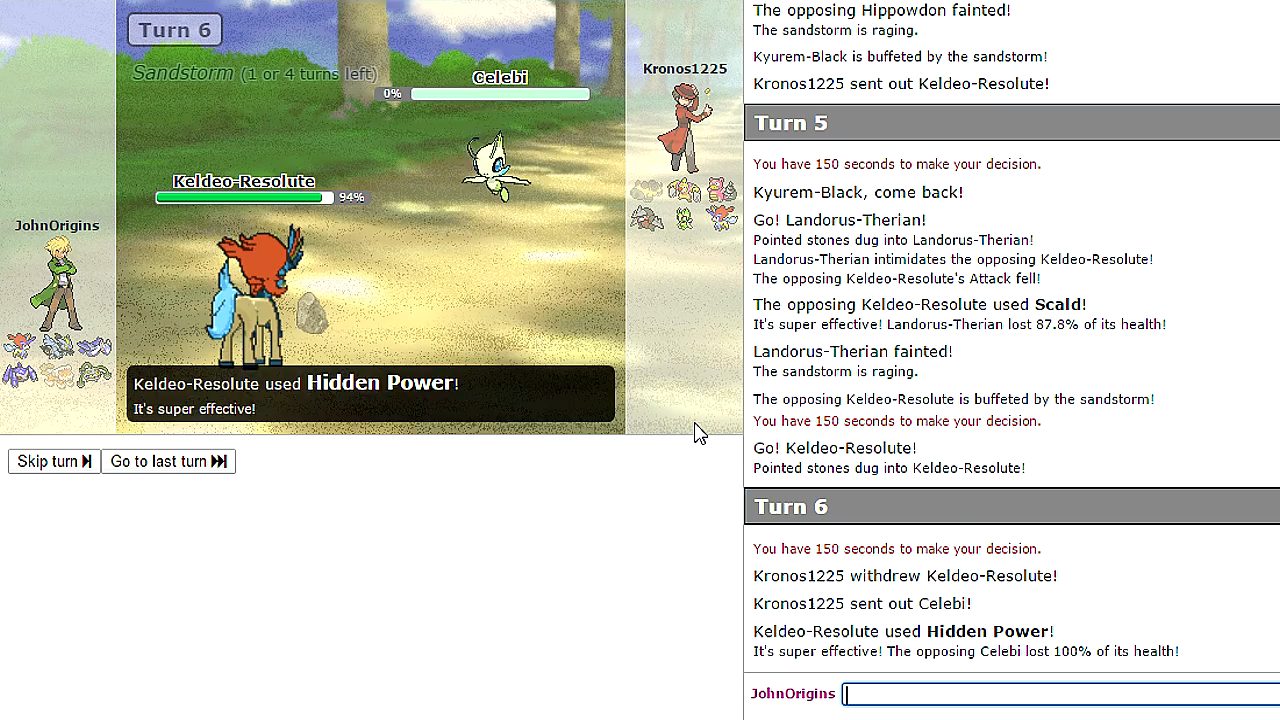 Turn 6
Sandstorm (1 or 4 turns left)
Celebi
0%
Keldeo-Resolute
94%
JohnOrigins
Kronos1225
Keldeo-Resolute used Hidden Power!
It's super effective!
Skip turn
Go to last turn
The opposing Hippowdon fainted!
The sandstorm is raging.
Kyurem-Black is buffeted by the sandstorm!
Kronos1225 sent out Keldeo-Resolute!
Turn 5
You have 150 seconds to make your decision.
Kyurem-Black, come back!
Go! Landorus-Therian!
Pointed stones dug into Landorus-Therian!
Landorus-Therian intimidates the opposing Keldeo-Resolute!
The opposing Keldeo-Resolute's Attack fell!
The opposing Keldeo-Resolute used Scald!
It's super effective! Landorus-Therian lost 87.8% of its health!
Landorus-Therian fainted!
The sandstorm is raging.
The opposing Keldeo-Resolute is buffeted by the sandstorm!
You have 150 seconds to make your decision.
Go! Keldeo-Resolute!
Pointed stones dug into Keldeo-Resolute!
Turn 6
You have 150 seconds to make your decision.
Kronos1225 withdrew Keldeo-Resolute!
Kronos1225 sent out Celebi!
Keldeo-Resolute used Hidden Power!
It's super effective! The opposing Celebi lost 100% of its health!
JohnOrigins